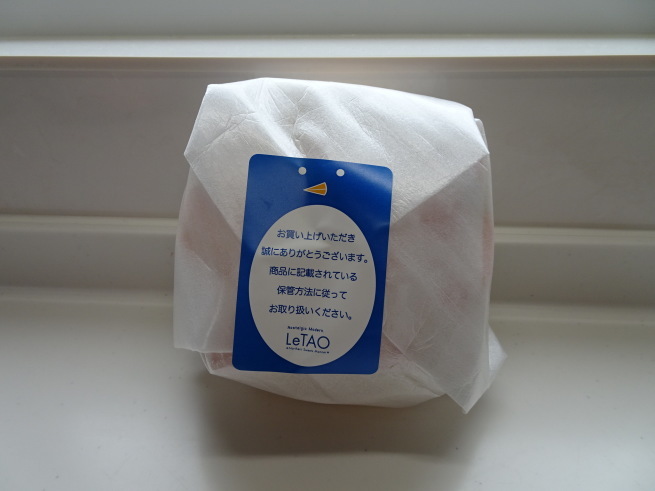 お買い上げいただき
誠にありがとうございます。
商品に記載されている
保管方法に従って
お取り扱いください。
Nostalgic Modern
LeTAO